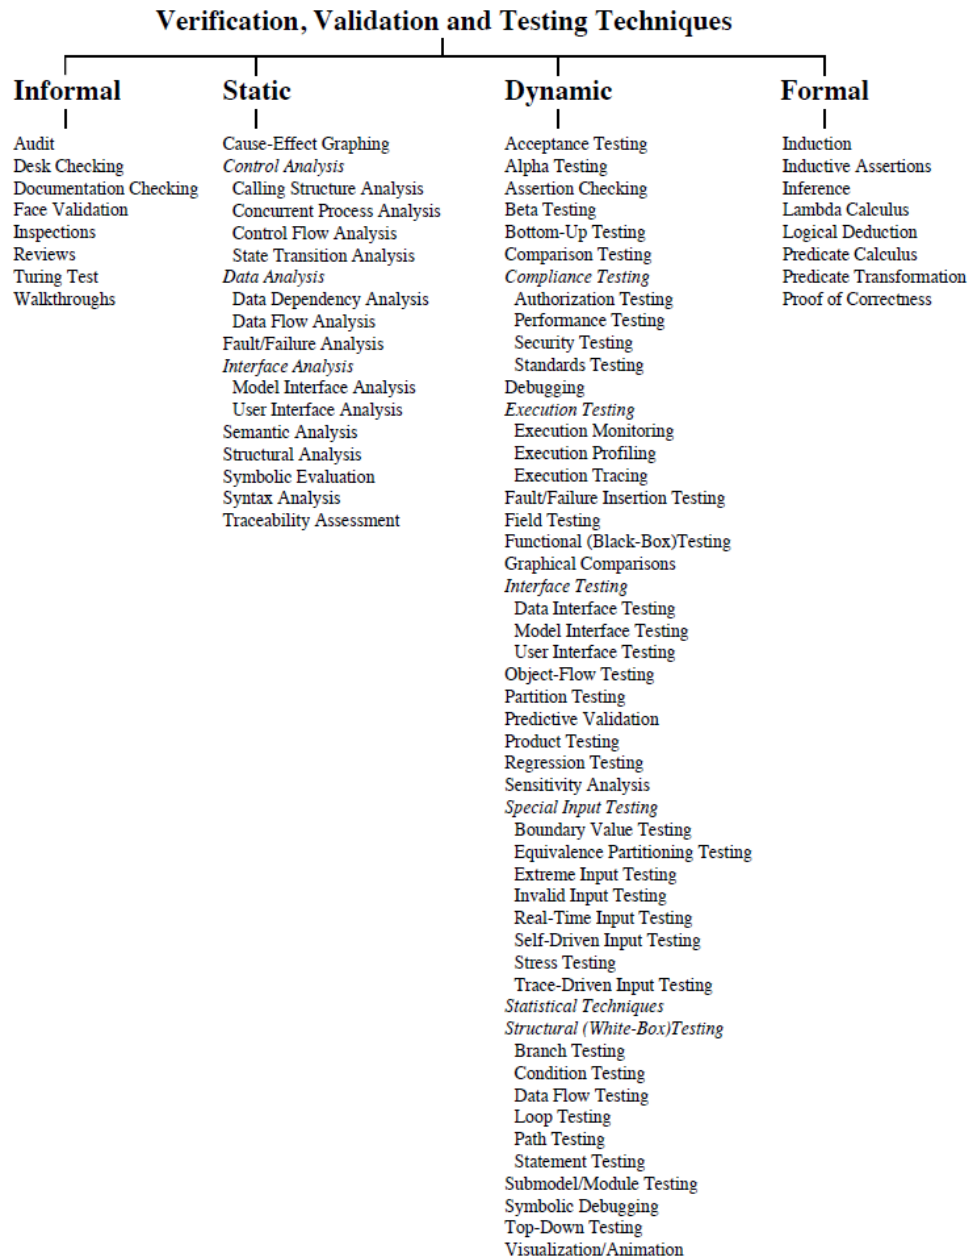 Verification, Validation and Testing Techniques
Informal
Audit
Desk Checking
Documentation Checking
Face Validation
Inspections
Reviews
Turing Test
Walkthroughs
Static
Cause-Effect Graphing
Control Analysis
Calling Structure Analysis
Concurrent Process Analysis
Control Flow Analysis
State Transition Analysis
Data Analysis
Data Dependency Analysis
Data Flow Analysis
Fault/Failure Analysis
Interface Analysis
Model Interface Analysis
User Interface Analysis
Semantic Analysis
Structural Analysis
Symbolic Evaluation
Syntax Analysis
Traceability Assessment
Dynamic
Acceptance Testing
Alpha Testing
Assertion Checking
Beta Testing
Bottom-Up Testing
Comparison Testing
Compliance Testing
Authorization Testing
Performance Testing
Security Testing
Standards Testing
Debugging
Execution Testing
Execution Monitoring
Execution Profiling
Execution Tracing
Fault/Failure Insertion Testing
Field Testing
Functional (Black-Box)Testing
Graphical Comparisons
Interface Testing
Data Interface Testing
Model Interface Testing
User Interface Testing
Object-Flow Testing
Partition Testing
Predictive Validation
Product Testing
Regression Testing
Sensitivity Analysis
Special Input Testing
Boundary Value Testing
Equivalence Partitioning Testing
Extreme Input Testing
Invalid Input Testing
Real-Time Input Testing
Self-Driven Input Testing
Stress Testing
Trace-Driven Input Testing
Statistical Techniques
Structural (White-Box)Testing
Branch Testing
Condition Testing
Data Flow Testing
Loop Testing
Path Testing
Statement Testing
Submodel/Module Testing
Symbolic Debugging
Top-Down Testing
Visualization/Animation
Formal
Induction
Inductive Assertions
Inference
Lambda Calculus
Logical Deduction
Predicate Calculus
Predicate Transformation
Proof of Correctness